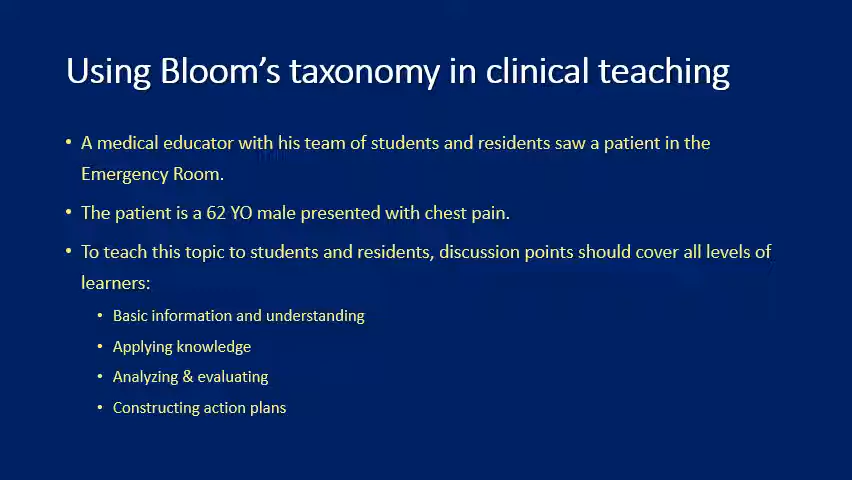 Using Bloom's taxonomy in clinical teaching
• A medical educator with his team of students and residents saw a patient in the
Emergency Room.
• The patient is a 62 YO male presented with chest pain.
• To teach this topic to students and residents, discussion points should cover all levels of
learners:
• Basic information and understanding
• Applying knowledge
• Analyzing & evaluating
• Constructing action plans